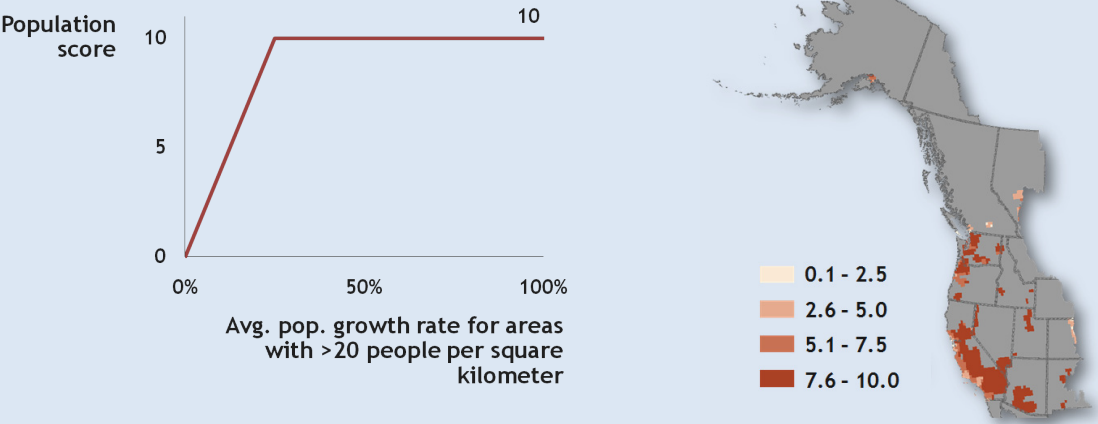 Population
score
10
10
5
0
0%
50%
100%
Avg. pop. growth rate for areas
with >20 people per square
kilometer
0.1 - 2.5
2.6 - 5.0
5.1 - 7.5
7.6 - 10.0